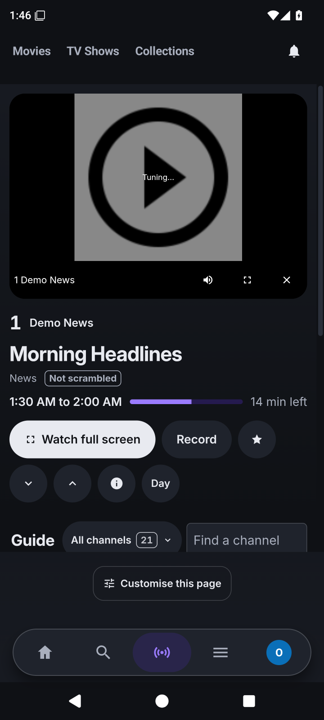 1:46
Movies TV Shows Collections
Tuning...
1 Demo News
1 Demo News
Morning Headlines
News Not scrambled
1:30 AM to 2:00 AM 14 min left
Watch full screen Record
Day
Guide All channels 21 Find a channel
Customise this page
0